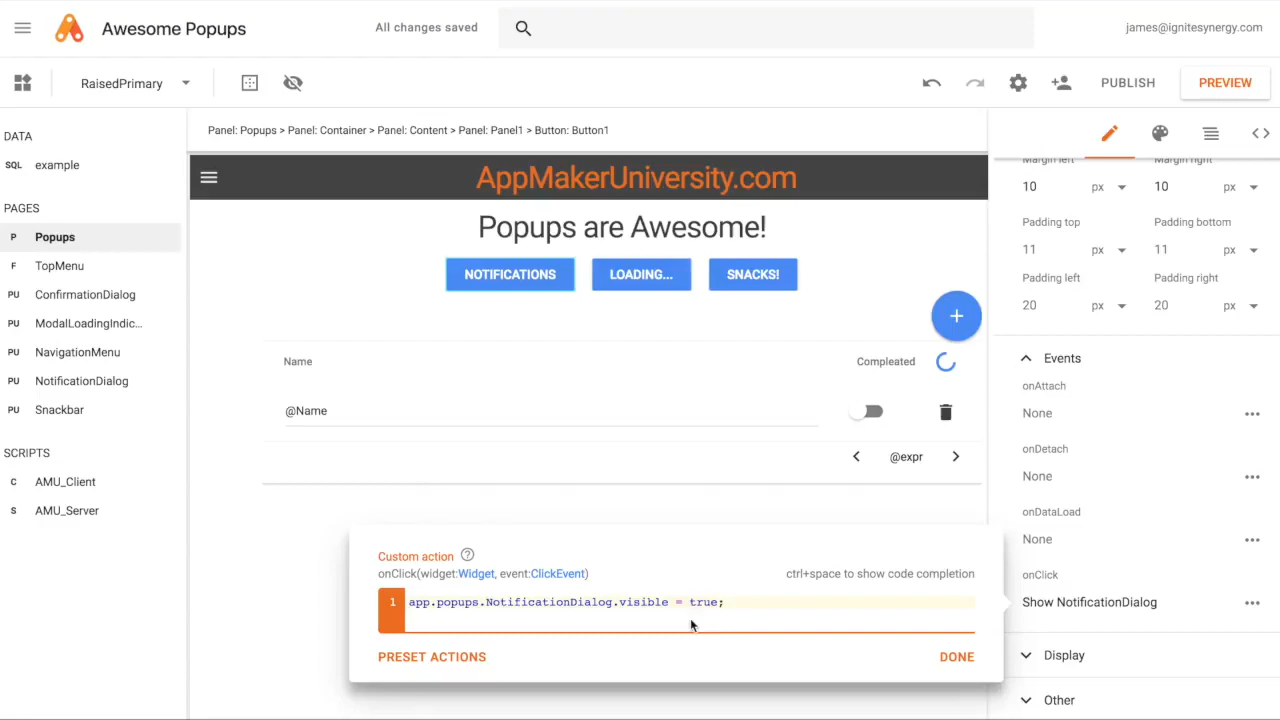 Awesome Popups
All changes saved
james@ignitesynergy.com
RaisedPrimary
PUBLISH
PREVIEW
DATA
SQL example
PAGES
P Popups
F TopMenu
PU ConfirmationDialog
PU ModalLoadingIndic...
PU NavigationMenu
PU NotificationDialog
PU Snackbar
SCRIPTS
C AMU_Client
S AMU_Server
Panel: Popups > Panel: Container > Panel: Content > Panel: Panel1 > Button: Button1
AppMakerUniversity.com
Popups are Awesome!
NOTIFICATIONS LOADING... SNACKS!
+
Name Compleated
@Name
@expr
Custom action
onClick(widget:Widget, event:ClickEvent) ctrl+space to show code completion
1 app.popups.NotificationDialog.visible = true;
PRESET ACTIONS DONE
Margin left Margin right
10 px 10 px
Padding top Padding bottom
11 px 11 px
Padding left Padding right
20 px 20 px
Events
onAttach
None
onDetach
None
onDataLoad
None
onClick
Show NotificationDialog
Display
Other